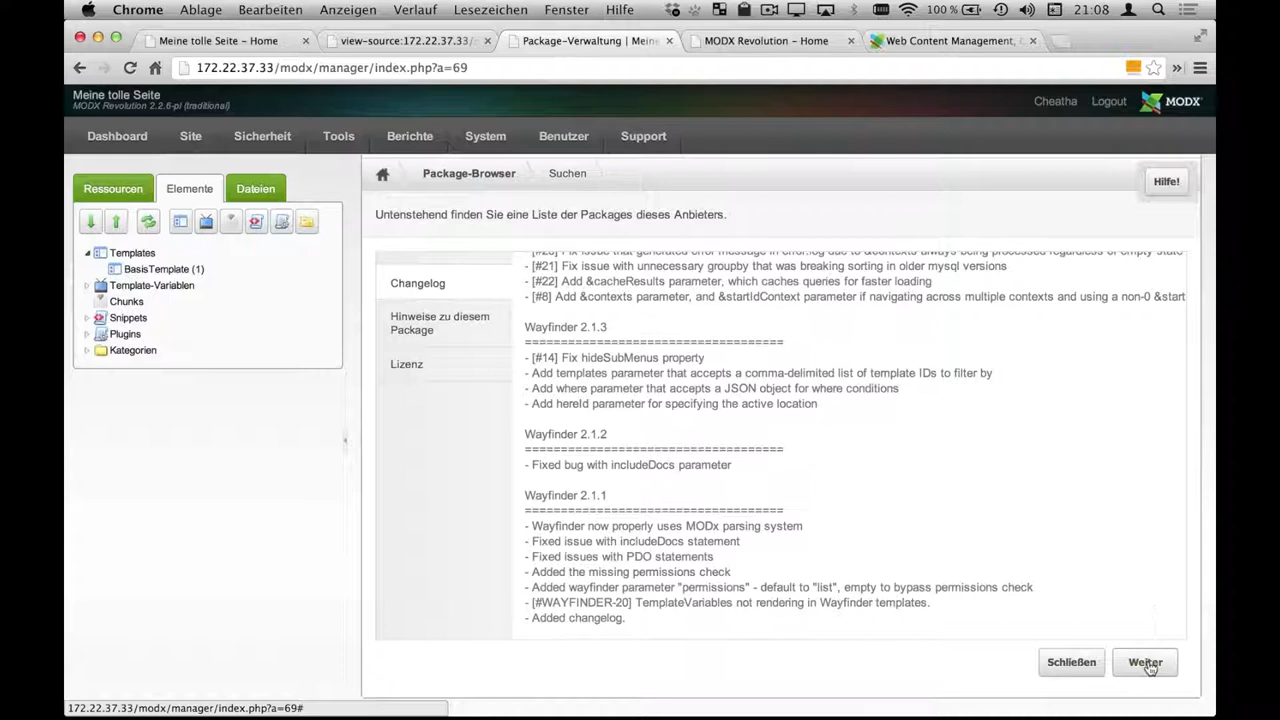 Chrome Ablage Bearbeiten Anzeigen Verlauf Lesezeichen Fenster Hilfe 100 % 21:08
Meine tolle Seite - Home
view-source:172.22.37.33/
Package-Verwaltung | Meine
MODX Revolution - Home
Web Content Management,
172.22.37.33/modx/manager/index.php?a=69
Meine tolle Seite
MODX Revolution 2.2.6-pl (traditional)
Cheatha Logout MODX
Dashboard Site Sicherheit Tools Berichte System Benutzer Support
Ressourcen Elemente Dateien
Templates
BasisTemplate (1)
Template-Variablen
Chunks
Snippets
Plugins
Kategorien
Package-Browser Suchen
Hilfe!
Untenstehend finden Sie eine Liste der Packages dieses Anbieters.
Changelog
Hinweise zu diesem
Package
Lizenz
- [#21] Fix issue with unnecessary groupby that was breaking sorting in older mysql versions
- [#22] Add &cacheResults parameter, which caches queries for faster loading
- [#8] Add &contexts parameter, and &startIdContext parameter if navigating across multiple contexts and using a non-0 &start
Wayfinder 2.1.3
====================================
- [#14] Fix hideSubMenus property
- Add templates parameter that accepts a comma-delimited list of template IDs to filter by
- Add where parameter that accepts a JSON object for where conditions
- Add hereId parameter for specifying the active location
Wayfinder 2.1.2
====================================
- Fixed bug with includeDocs parameter
Wayfinder 2.1.1
====================================
- Wayfinder now properly uses MODx parsing system
- Fixed issue with includeDocs statement
- Fixed issues with PDO statements
- Added the missing permissions check
- Added wayfinder parameter "permissions" - default to "list", empty to bypass permissions check
- [#WAYFINDER-20] TemplateVariables not rendering in Wayfinder templates.
- Added changelog.
Schließen Weiter
172.22.37.33/modx/manager/index.php?a=69#